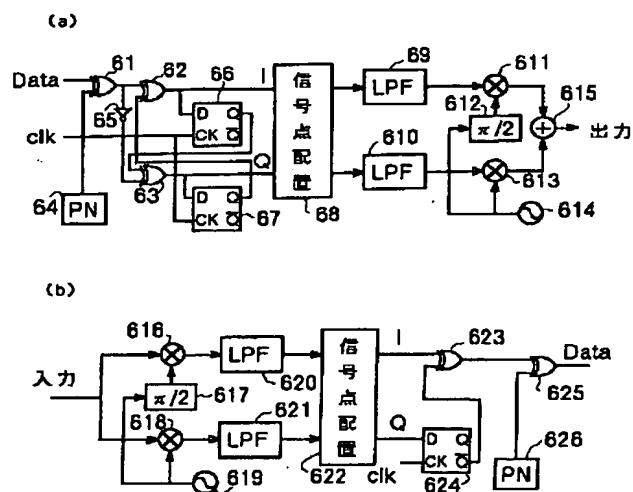 (a)
61
62
66
69
611
Data
I
LPF
612
615
65
D Q
CK Q̄
信号点配置
π/2
出力
clk
Q
610
LPF
613
64
PN
63
D Q
CK Q̄
67
68
614
(b)
616
LPF
620
信号点配置
I
623
Data
入力
π/2
617
621
625
618
LPF
Q
D Q
CK Q̄
626
PN
619
622
clk
624